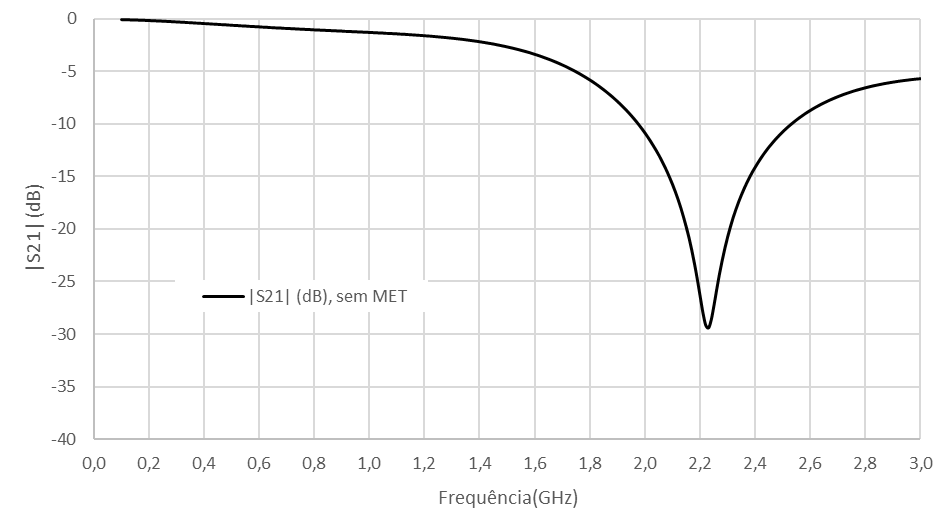 0
-5
-10
-15
-20
-25
-30
-35
-40
|S21| (dB)
|S21| (dB), sem MET
0,0 0,2 0,4 0,6 0,8 1,0 1,2 1,4 1,6 1,8 2,0 2,2 2,4 2,6 2,8 3,0
Frequência(GHz)